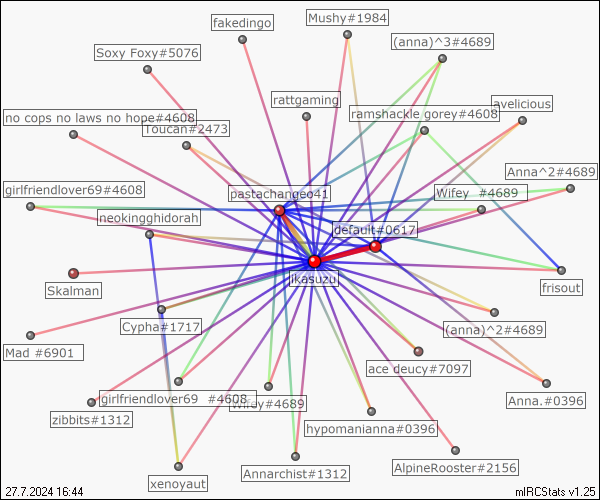 fakedingo
Mushy#1984
(anna)^3#4689
Soxy Foxy#5076
rattgaming
ramshackle gorey#4608
avelicious
no cops no laws no hope#4608
Toucan#2473
Anna^2#4689
girlfriendlover69#4608
pastachangeo41
Wifey #4689
neokingghidorah
default#0617
ikasuzu
frisout
Skalman
Cypha#1717
(anna)^2#4689
Mad #6901
ace deucy#7097
girlfriendlover69 #4608
Wifey#4689
Anna.#0396
zibbits#1312
hypomanianna#0396
xenoyaut
Annarchist#1312
AlpineRooster#2156
27.7.2024 16:44
mIRCStats v1.25